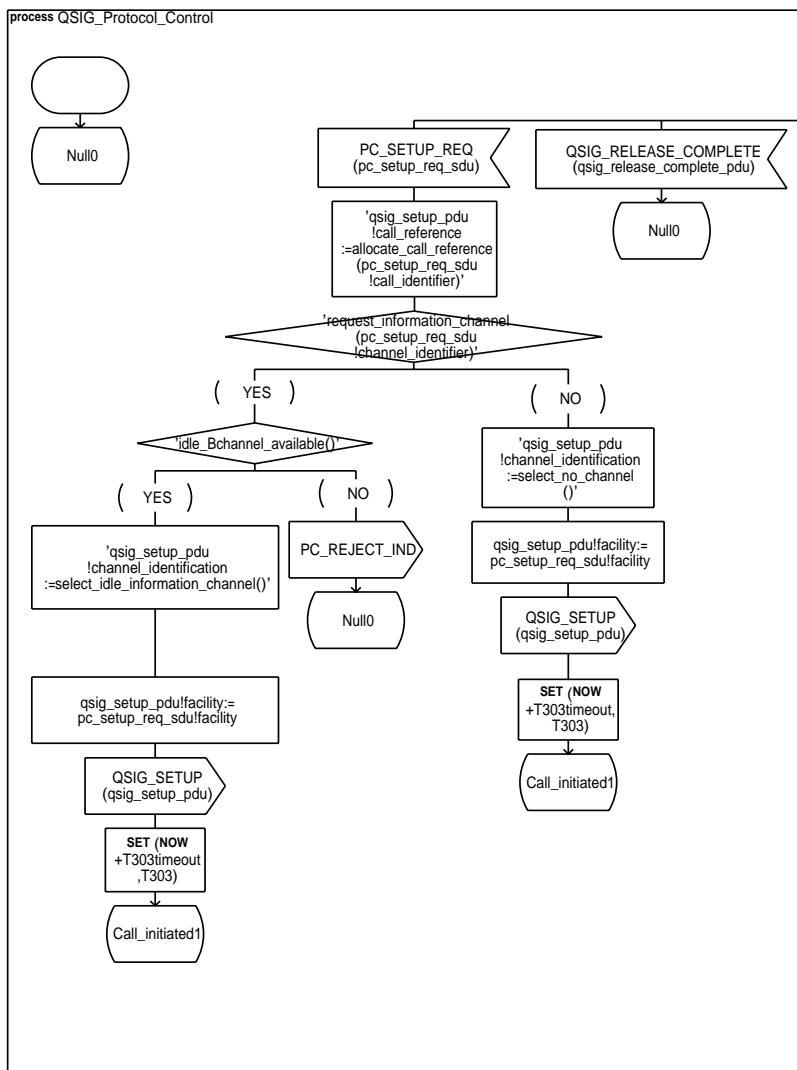 process QSIG_Protocol_Control
Null0
PC_SETUP_REQ
(pc_setup_req_sdu)
QSIG_RELEASE_COMPLETE
(qsig_release_complete_pdu)
Null0
'qsig_setup_pdu
!call_reference
:=allocate_call_reference
(pc_setup_req_sdu
!call_identifier)'
'request_information_channel
(pc_setup_req_sdu
!channel_identifier)'
( YES )
( NO )
'idle_Bchannel_available()'
'qsig_setup_pdu
!channel_identification
:=select_no_channel
()'
( YES )
( NO )
'qsig_setup_pdu
!channel_identification
:=select_idle_information_channel()'
PC_REJECT_IND
qsig_setup_pdu!facility:=
pc_setup_req_sdu!facility
Null0
QSIG_SETUP
(qsig_setup_pdu)
qsig_setup_pdu!facility:=
pc_setup_req_sdu!facility
SET (NOW
+T303timeout,
T303)
QSIG_SETUP
(qsig_setup_pdu)
Call_initiated1
SET (NOW
+T303timeout
,T303)
Call_initiated1